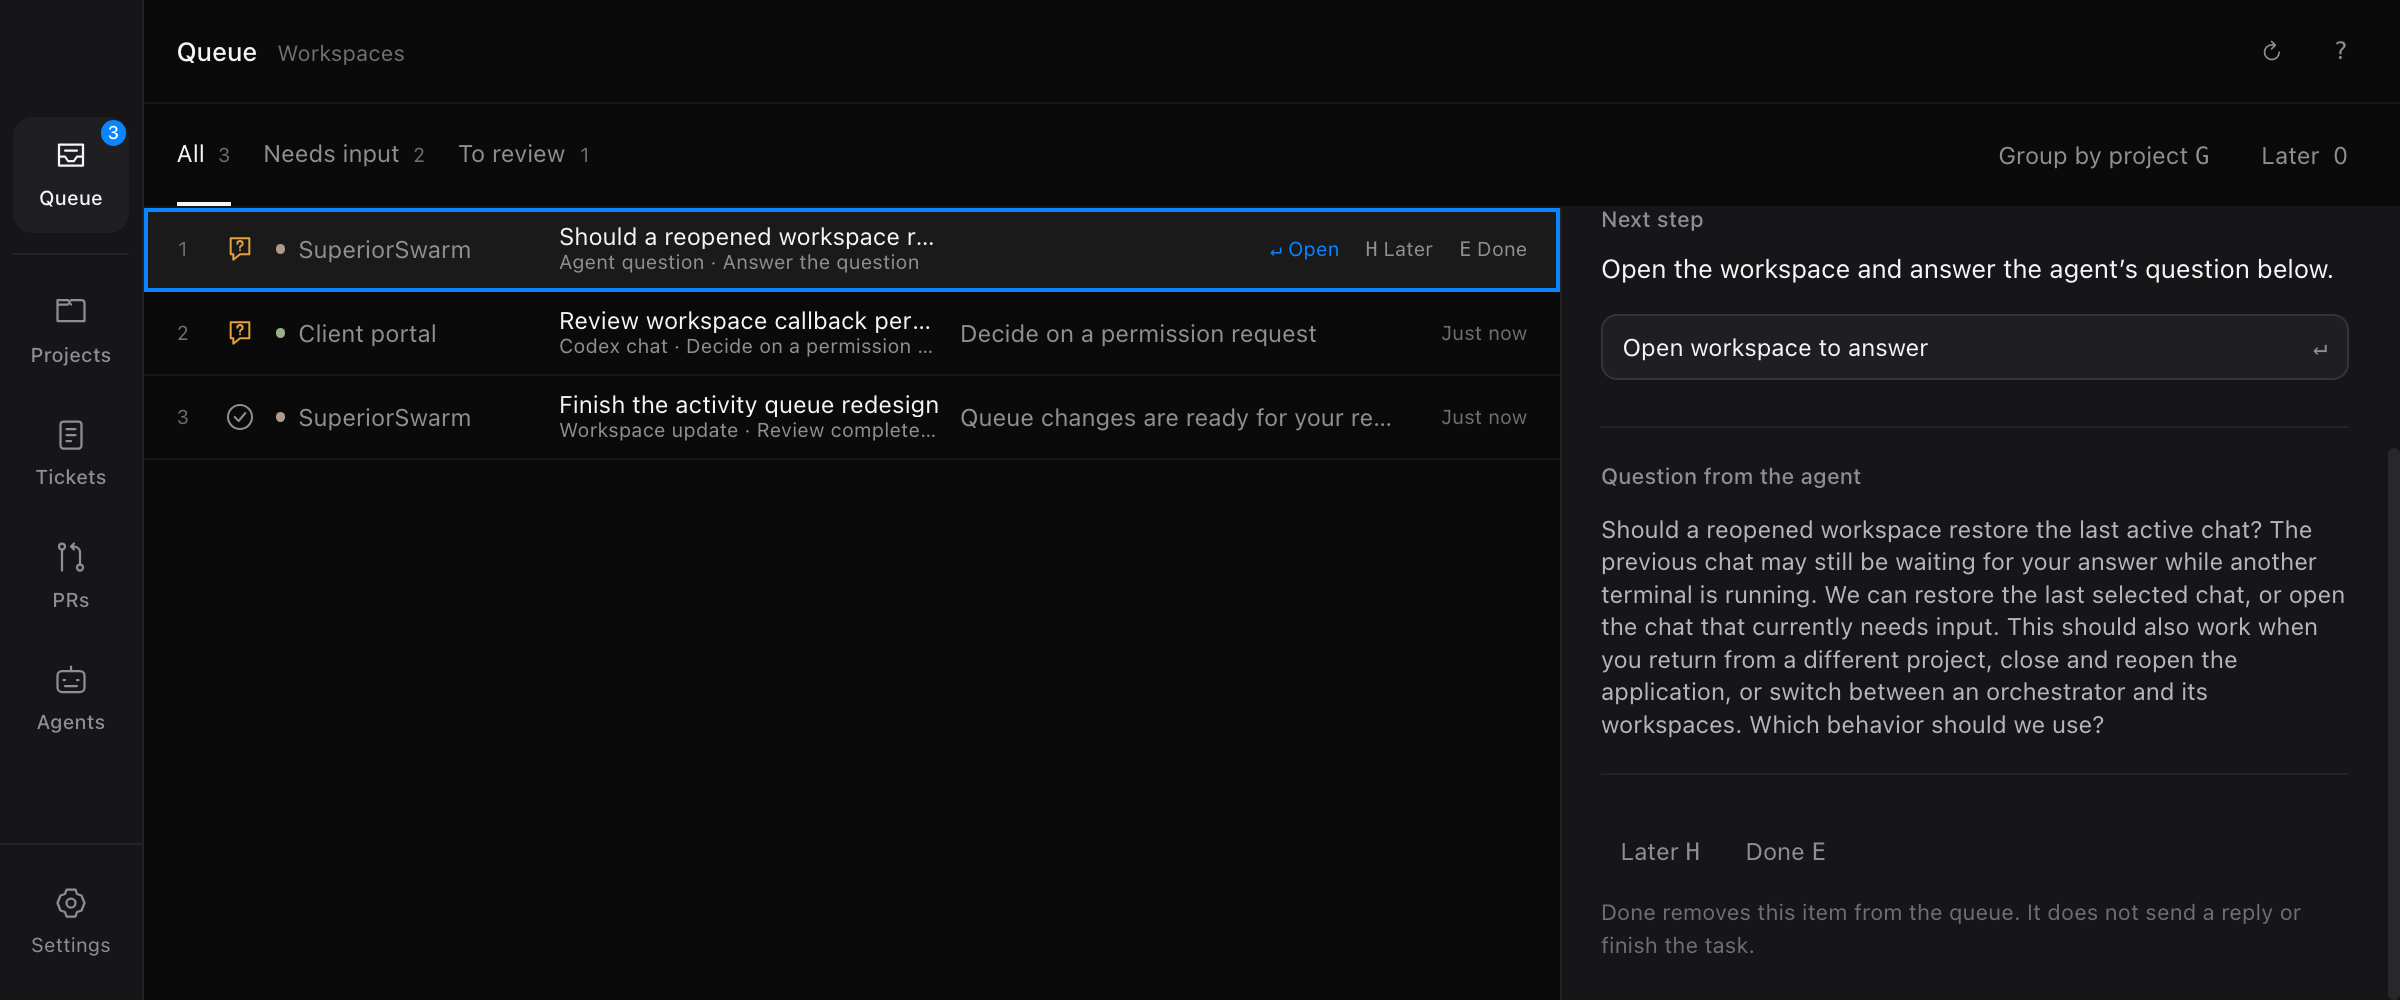 Queue Workspaces
?
3
Queue
Projects
Tickets
PRs
Agents
Settings
All 3 Needs input 2 To review 1
Group by project G Later 0
1 SuperiorSwarm Should a reopened workspace r... ↵ Open H Later E Done
Agent question · Answer the question
2 Client portal Review workspace callback per... Decide on a permission request Just now
Codex chat · Decide on a permission ...
3 SuperiorSwarm Finish the activity queue redesign Queue changes are ready for your re... Just now
Workspace update · Review complete...
Next step
Open the workspace and answer the agent’s question below.
Open workspace to answer ↵
Question from the agent
Should a reopened workspace restore the last active chat? The
previous chat may still be waiting for your answer while another
terminal is running. We can restore the last selected chat, or open
the chat that currently needs input. This should also work when
you return from a different project, close and reopen the
application, or switch between an orchestrator and its
workspaces. Which behavior should we use?
Later H Done E
Done removes this item from the queue. It does not send a reply or
finish the task.